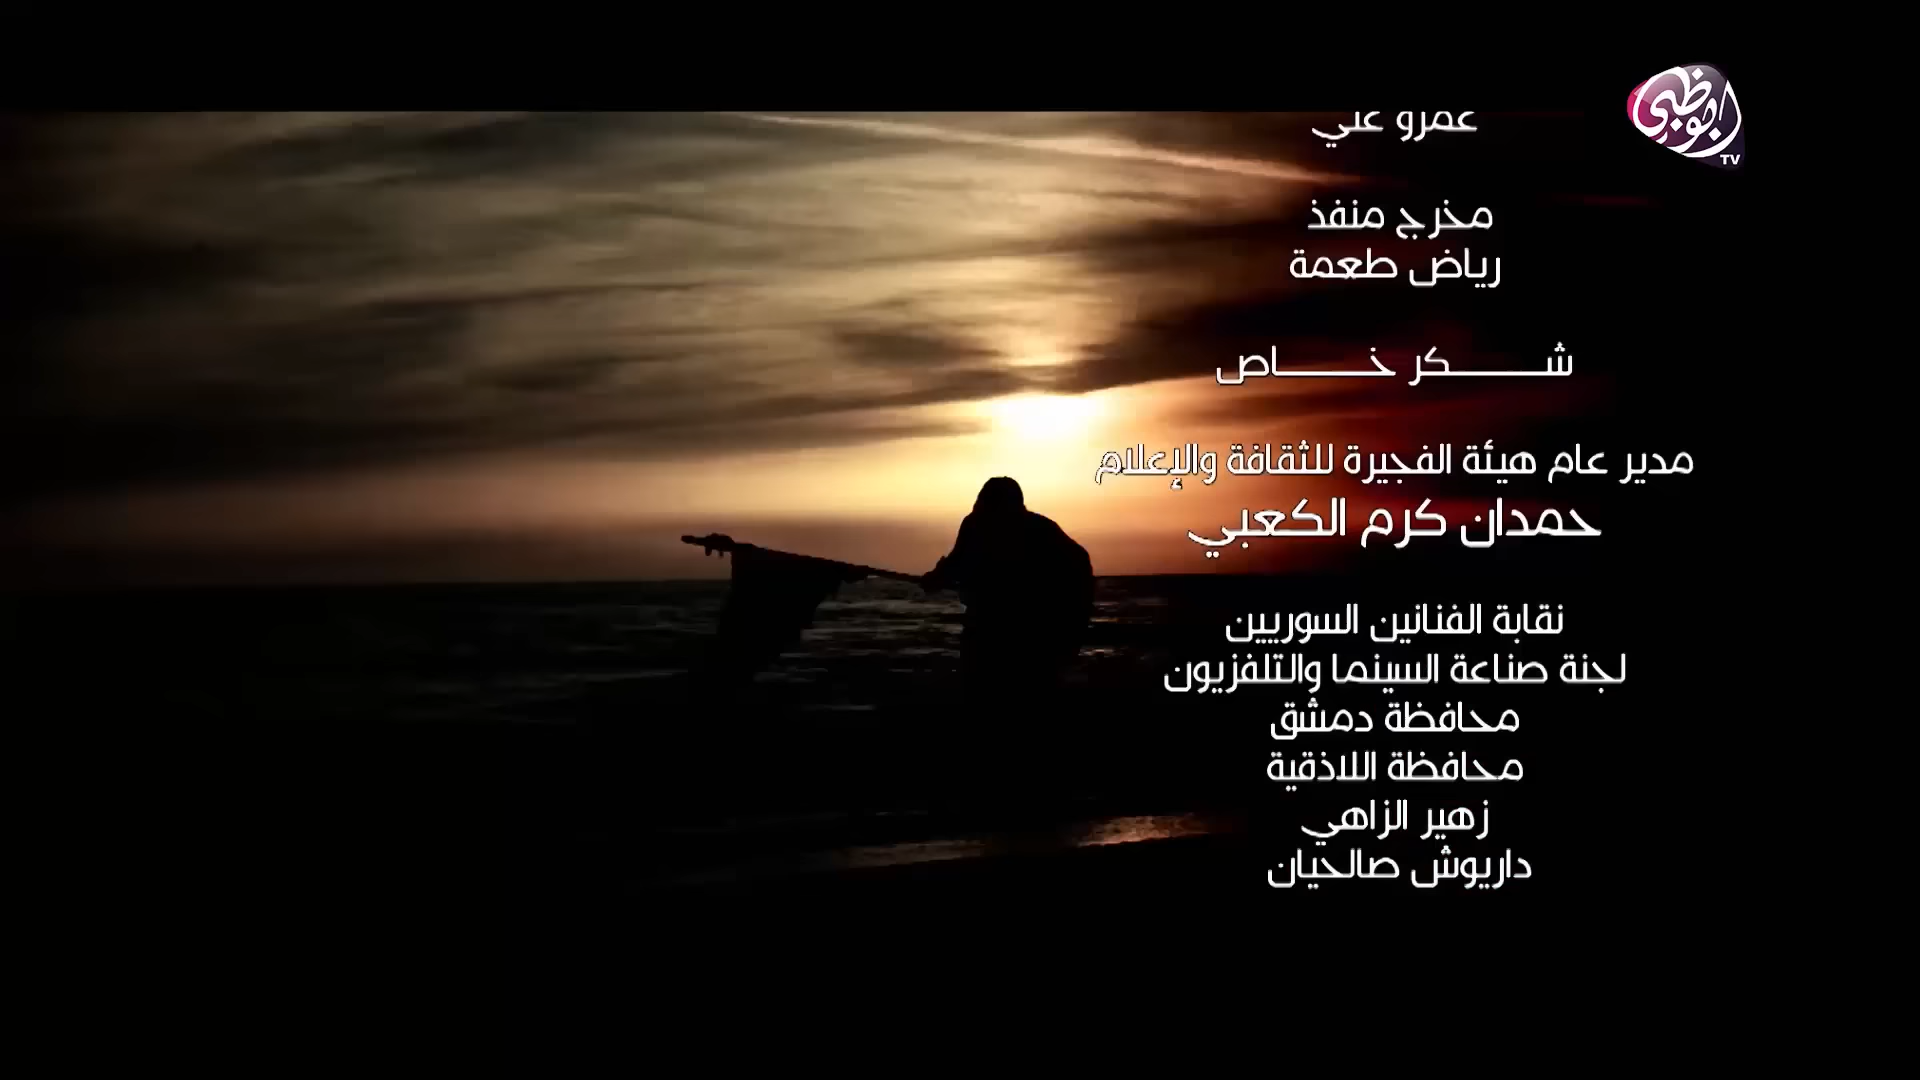 عمرو علي
أبوظبي
TV
مخرج منفذ
رياض طعمة
شـــــكر خـــــاص
مدير عام هيئة الفجيرة للثقافة والإعلام
حمدان كرم الكعبي
نقابة الفنانين السوريين
لجنة صناعة السينما والتلفزيون
محافظة دمشق
محافظة اللاذقية
زهير الزاهي
داريوش صالحيان